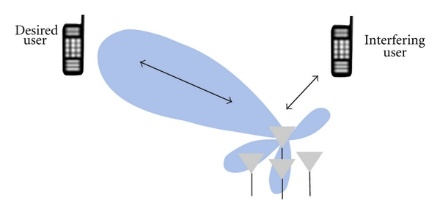 Desired
user
Interfering
user